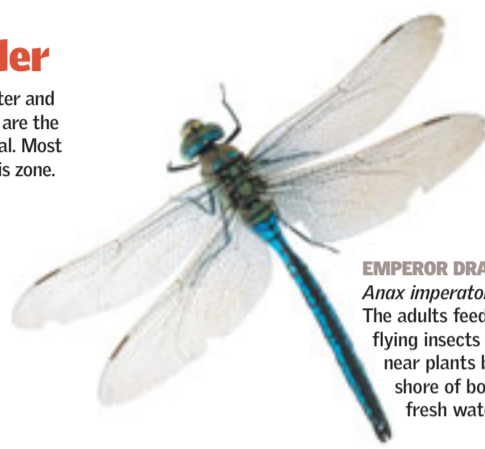 ler
ter and
are the
al. Most
is zone.
EMPEROR DRA
Anax imperator
The adults feed
flying insects
near plants b
shore of bo
fresh wat